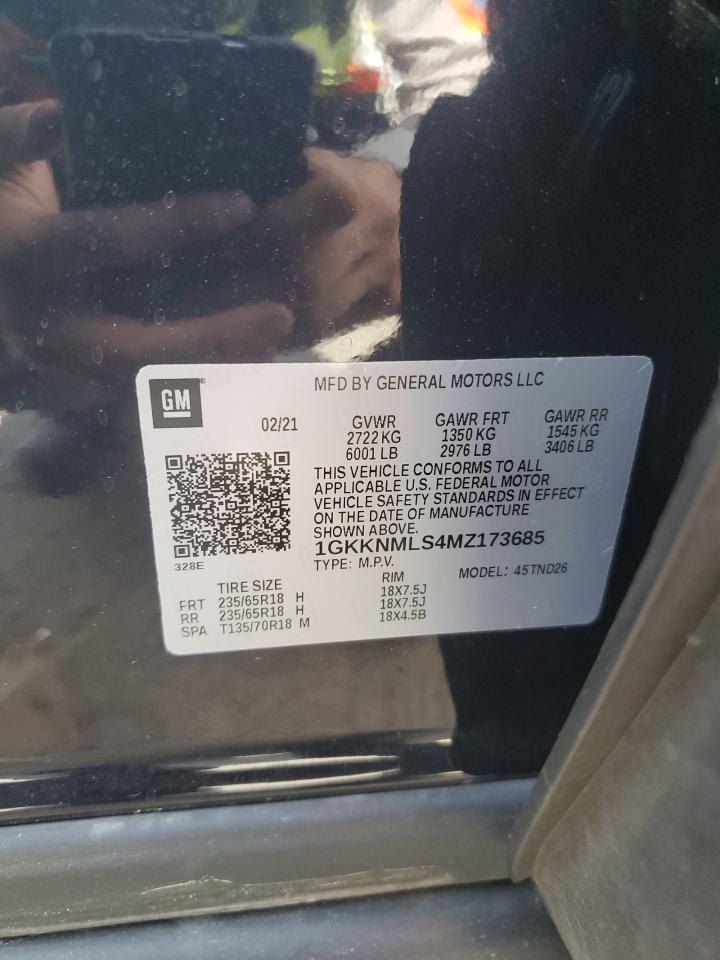 GM
MFD BY GENERAL MOTORS LLC
02/21 GVWR GAWR FRT GAWR RR
2722 KG 1350 KG 1545 KG
6001 LB 2976 LB 3406 LB
THIS VEHICLE CONFORMS TO ALL
APPLICABLE U.S. FEDERAL MOTOR
VEHICLE SAFETY STANDARDS IN EFFECT
ON THE DATE OF MANUFACTURE
SHOWN ABOVE.
1GKKNMLS4MZ173685
328E
TYPE: M.P.V. MODEL: 45TND26
TIRE SIZE RIM
FRT 235/65R18 H 18X7.5J
RR 235/65R18 H 18X7.5J
SPA T135/70R18 M 18X4.5B